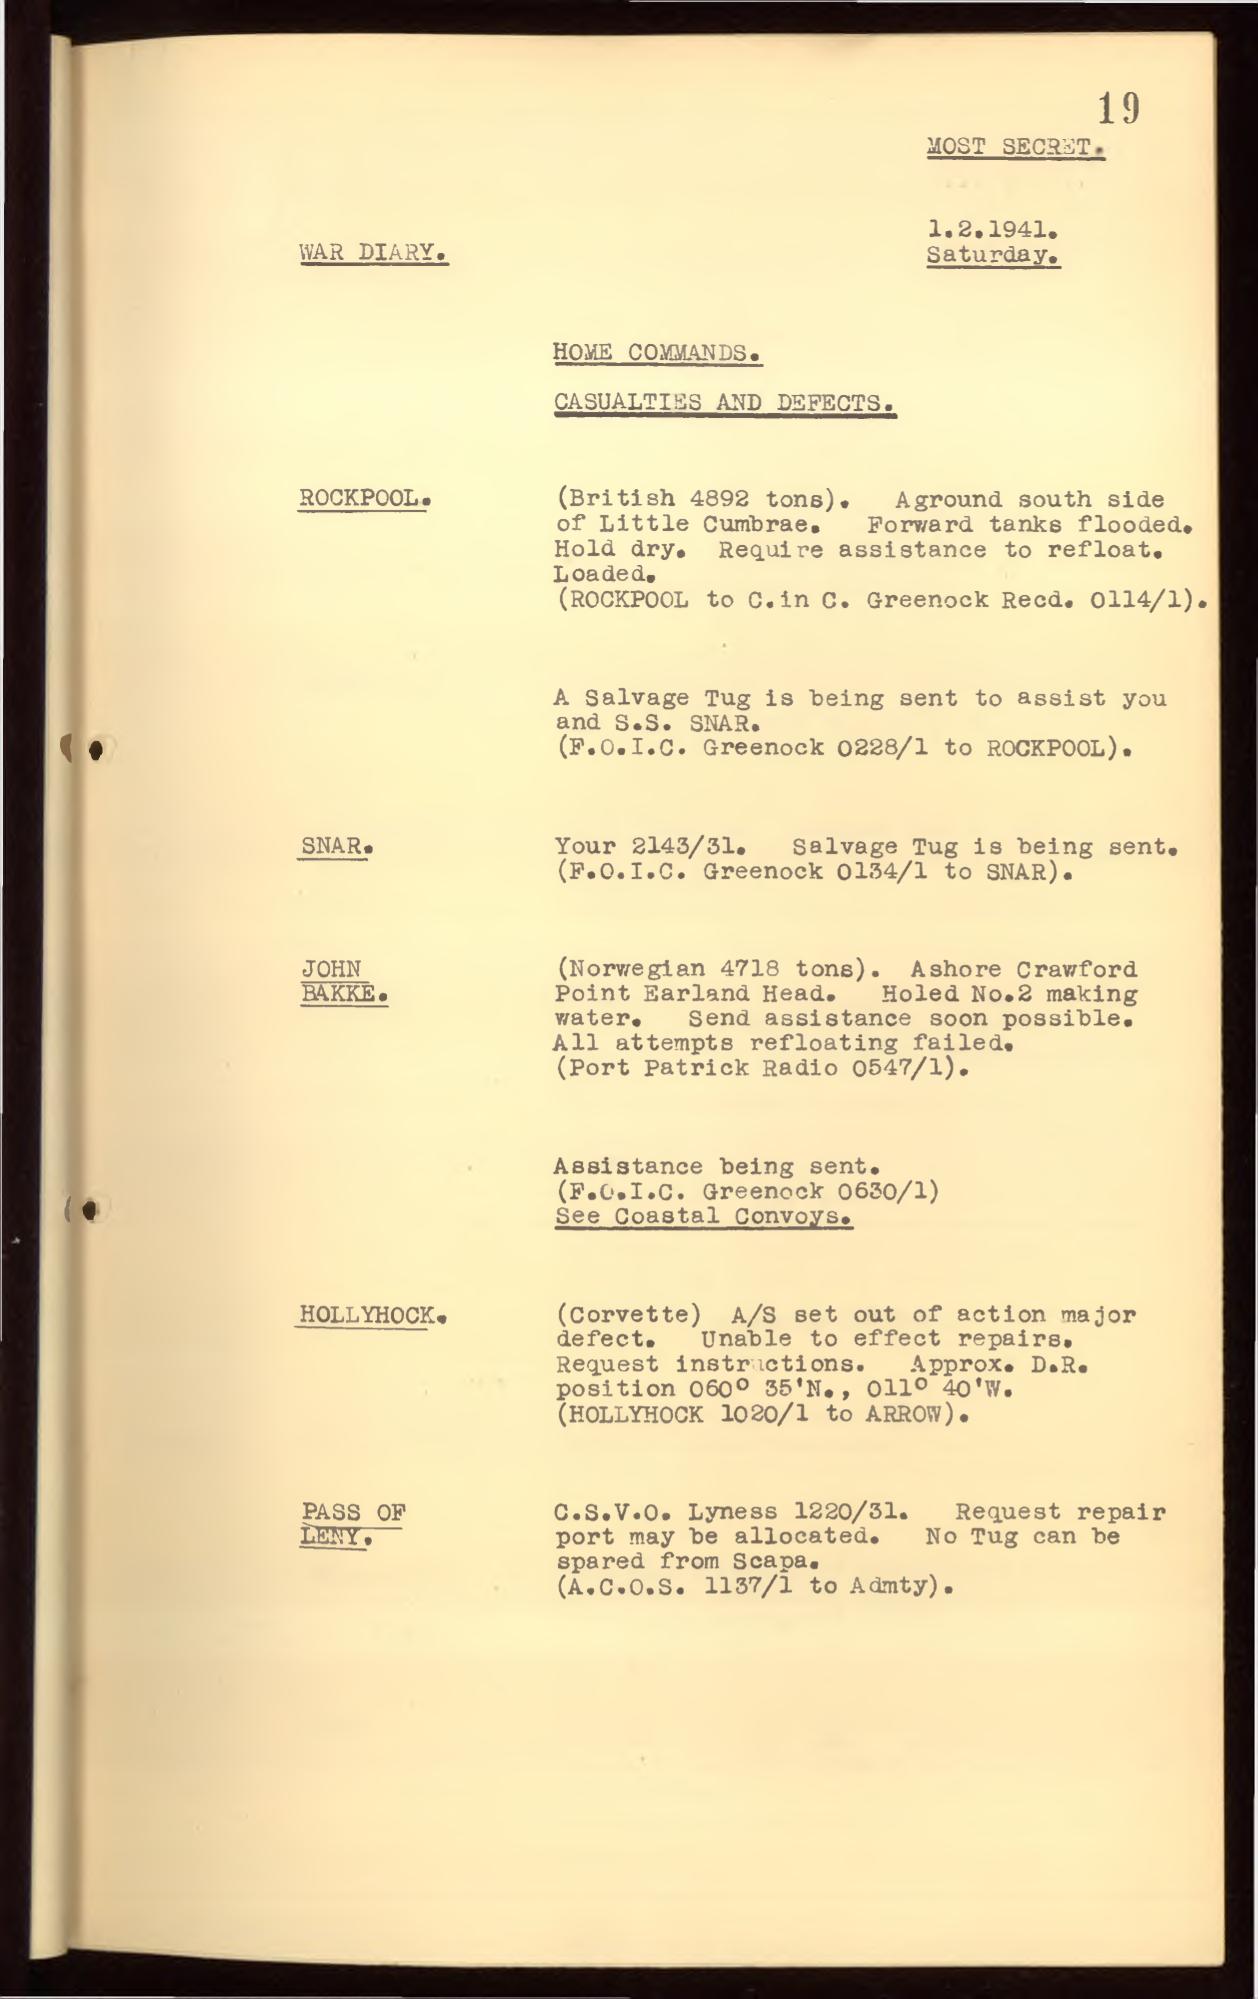 19
MOST SECRET.
1.2.1941.
WAR DIARY.
Saturday.
HOME COMMANDS.
CASUALTIES AND DEFECTS.
ROCKPOOL. (British 4892 tons). Aground south side
of Little Cumbrae. Forward tanks flooded.
Hold dry. Require assistance to refloat.
Loaded.
(ROCKPOOL to C.in C. Greenock Recd. 0114/1).
A Salvage Tug is being sent to assist you
and S.S. SNAR.
(F.O.I.C. Greenock 0228/1 to ROCKPOOL).
SNAR. Your 2143/31. Salvage Tug is being sent.
(F.O.I.C. Greenock 0134/1 to SNAR).
JOHN (Norwegian 4718 tons). Ashore Crawford
BAKKE. Point Earland Head. Holed No.2 making
water. Send assistance soon possible.
All attempts refloating failed.
(Port Patrick Radio 0547/1).
Assistance being sent.
(F.O.I.C. Greenock 0630/1)
See Coastal Convoys.
HOLLYHOCK. (Corvette) A/S set out of action major
defect. Unable to effect repairs.
Request instructions. Approx. D.R.
position 060° 35'N., 011° 40'W.
(HOLLYHOCK 1020/1 to ARROW).
PASS OF C.S.V.O. Lyness 1220/31. Request repair
LENY. port may be allocated. No Tug can be
spared from Scapa.
(A.C.O.S. 1137/1 to Admty).